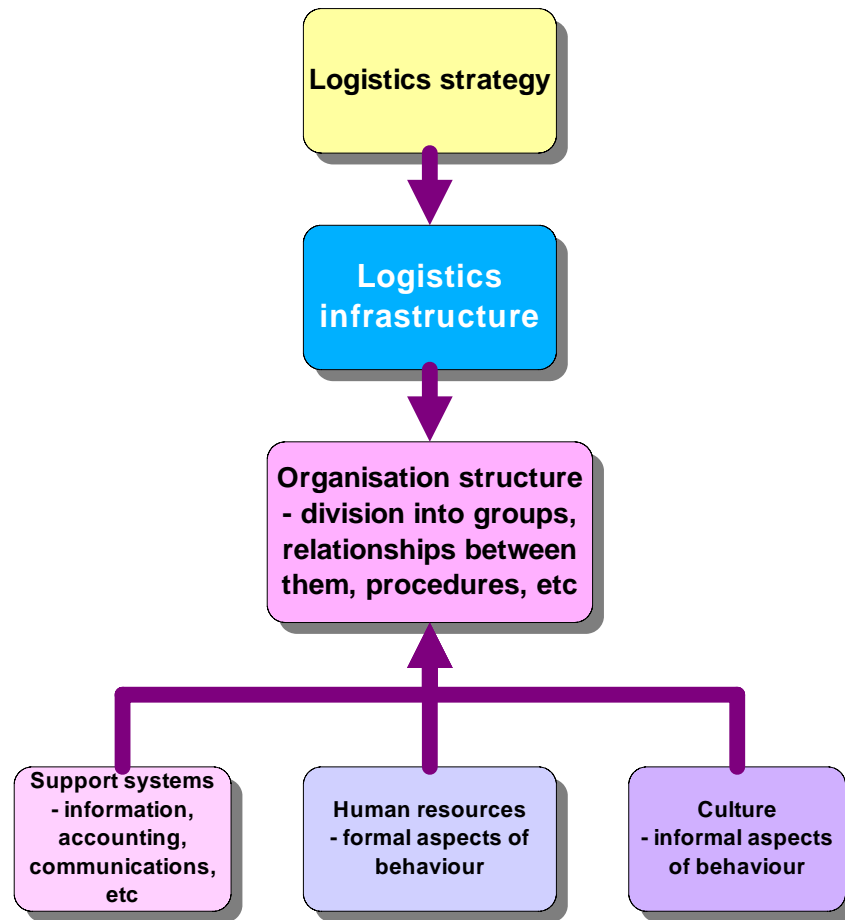 Logistics strategy
Logistics
infrastructure
Organisation structure
- division into groups,
relationships between
them, procedures, etc
Support systems
- information,
accounting,
communications,
etc
Human resources
- formal aspects of
behaviour
Culture
- informal aspects
of behaviour